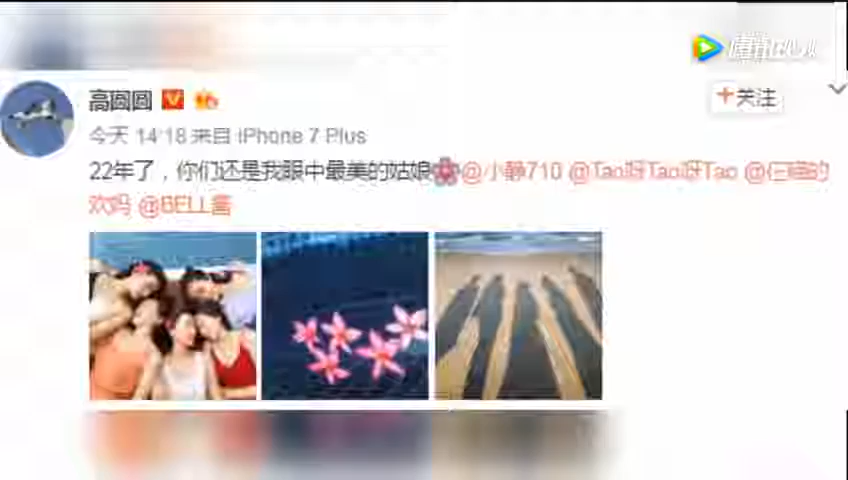 高圆圆
+关注
今天 14:18 来自 iPhone 7 Plus
22年了，你们还是我眼中最美的姑娘 @小静710 @Tao呀Tao呀Tao
欢吗 @BELL酱